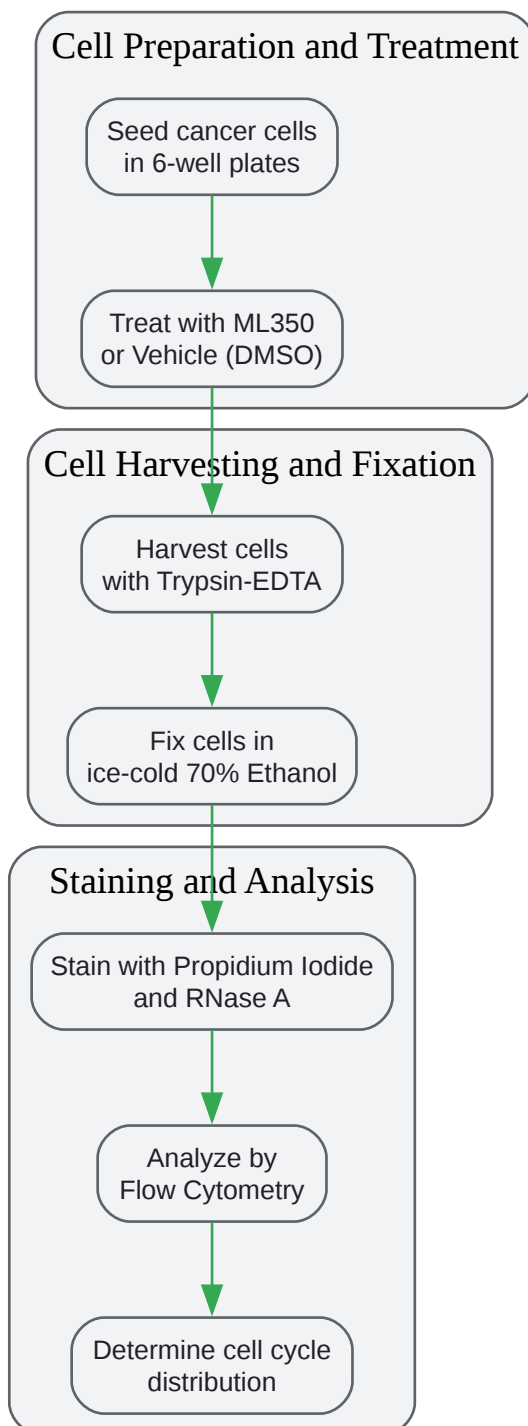 Cell Preparation and Treatment
Seed cancer cells
in 6-well plates
Treat with ML350
or Vehicle (DMSO)
Cell Harvesting and Fixation
Harvest cells
with Trypsin-EDTA
Fix cells in
ice-cold 70% Ethanol
Staining and Analysis
Stain with Propidium Iodide
and RNase A
Analyze by
Flow Cytometry
Determine cell cycle
distribution